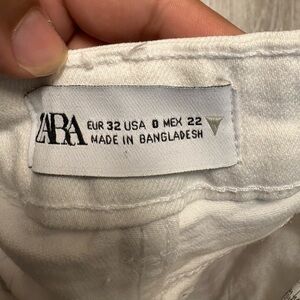 ZARA
EUR 32 USA 0 MEX 22
MADE IN BANGLADESH